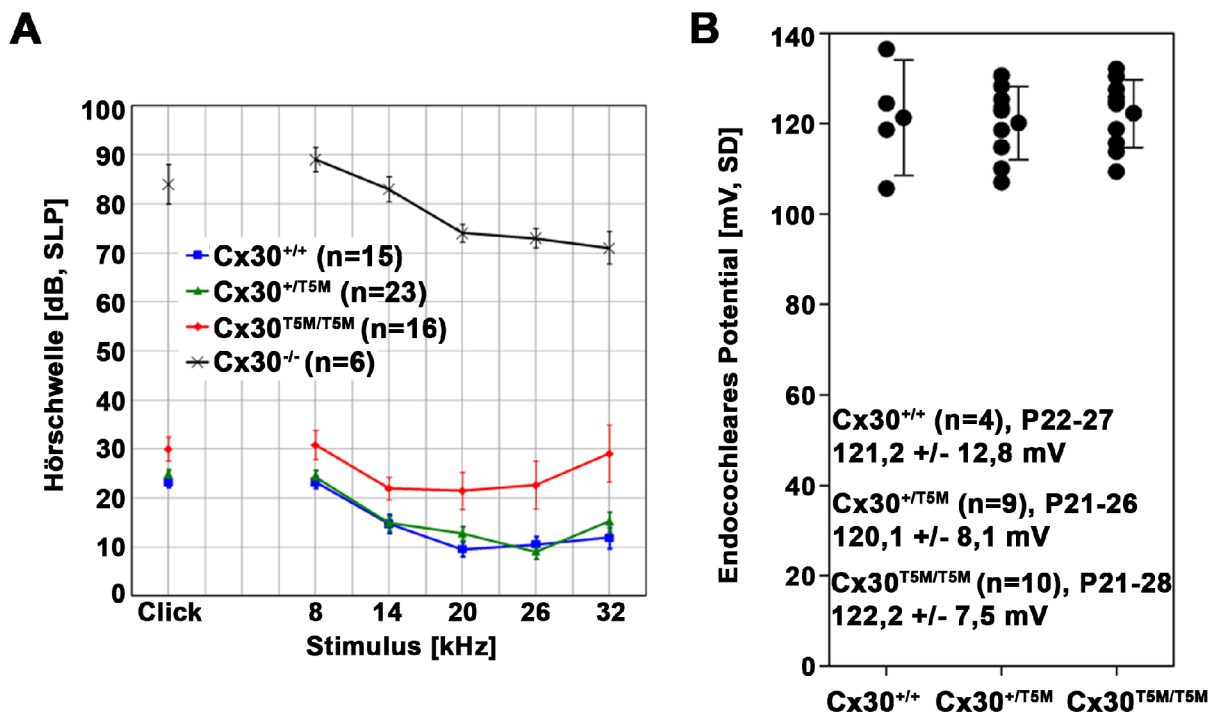 A
Hörschwelle [dB, SLP]
100
90
80
70
60
50
40
30
20
10
0
Cx30+/+ (n=15)
Cx30+/T5M (n=23)
Cx30T5M/T5M (n=16)
Cx30-/- (n=6)
Click 8 14 20 26 32
Stimulus [kHz]
B
Endocochleares Potential [mV, SD]
140
120
100
80
60
40
20
0
Cx30+/+ (n=4), P22-27
121,2 +/- 12,8 mV
Cx30+/T5M (n=9), P21-26
120,1 +/- 8,1 mV
Cx30T5M/T5M (n=10), P21-28
122,2 +/- 7,5 mV
Cx30+/+ Cx30+/T5M Cx30T5M/T5M